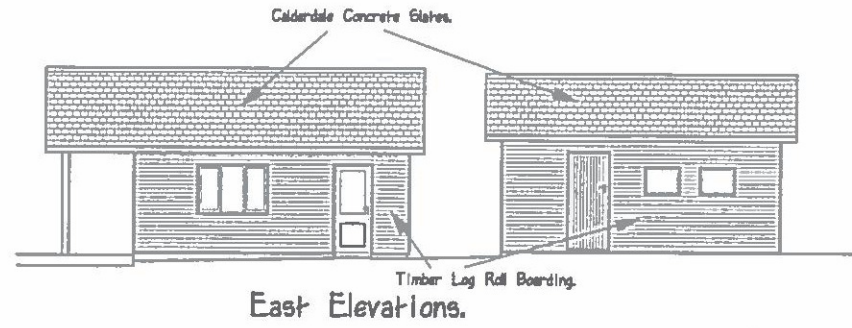 Calderdale Concrete Slates.
Timber Log Roll Boarding.
East Elevations.